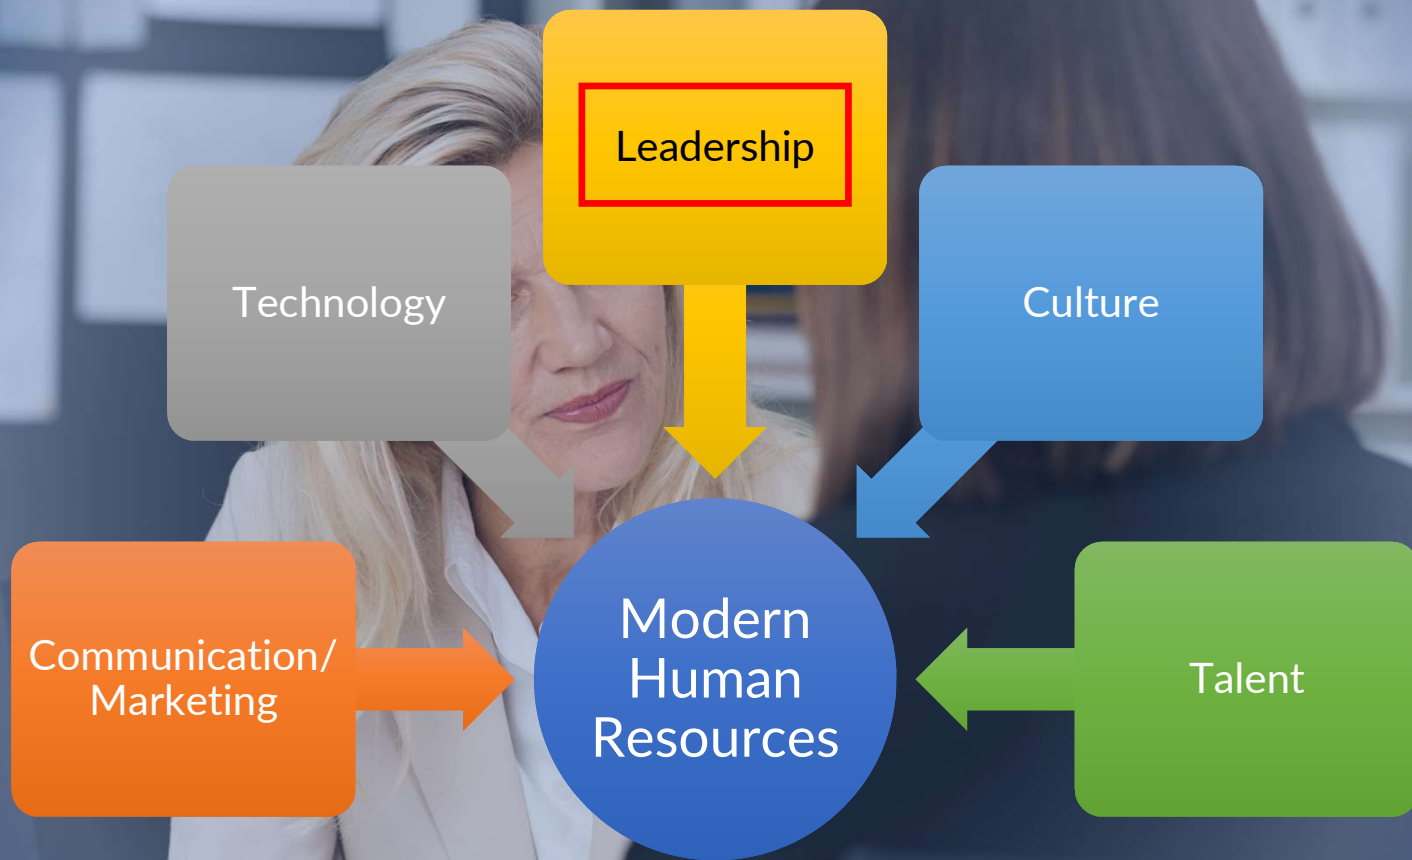 Leadership
Technology
Culture
Communication/
Marketing
Modern
Human
Resources
Talent